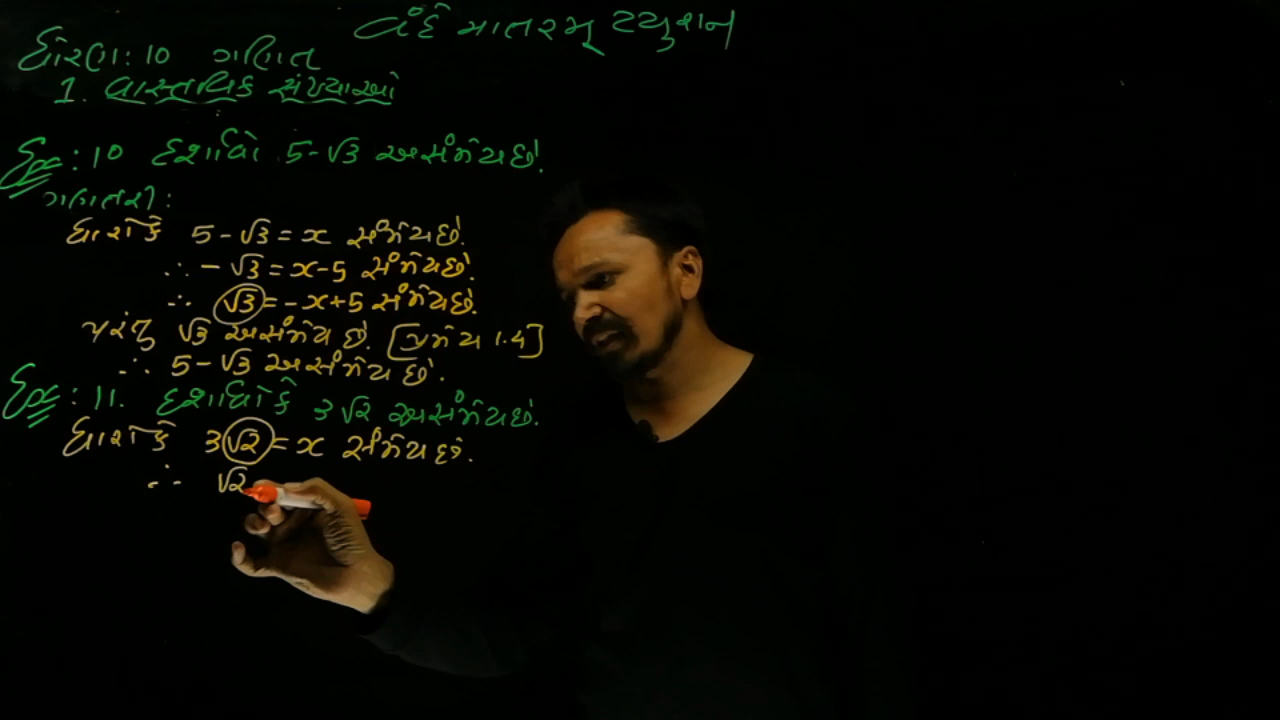 વંદે માતરમ્ ટ્યુશન
ધોરણ: 10 ગણિત
1. વાસ્તવિક સંખ્યાઓ
Ex: 10 દર્શાવો 5-√3 અસંમેય છે.
ગણતરી:
ધારોકે 5-√3 = x સંમેય છે.
∴ -√3 = x-5 સંમેય છે.
∴ √3 = -x+5 સંમેય છે.
પરંતુ √3 અસંમેય છે. [પ્રમેય 1.4]
∴ 5-√3 અસંમેય છે.
Ex: 11. દર્શાવો કે 3√2 અસંમેય છે.
ધારોકે 3√2 = x સંમેય છે.
∴ √2